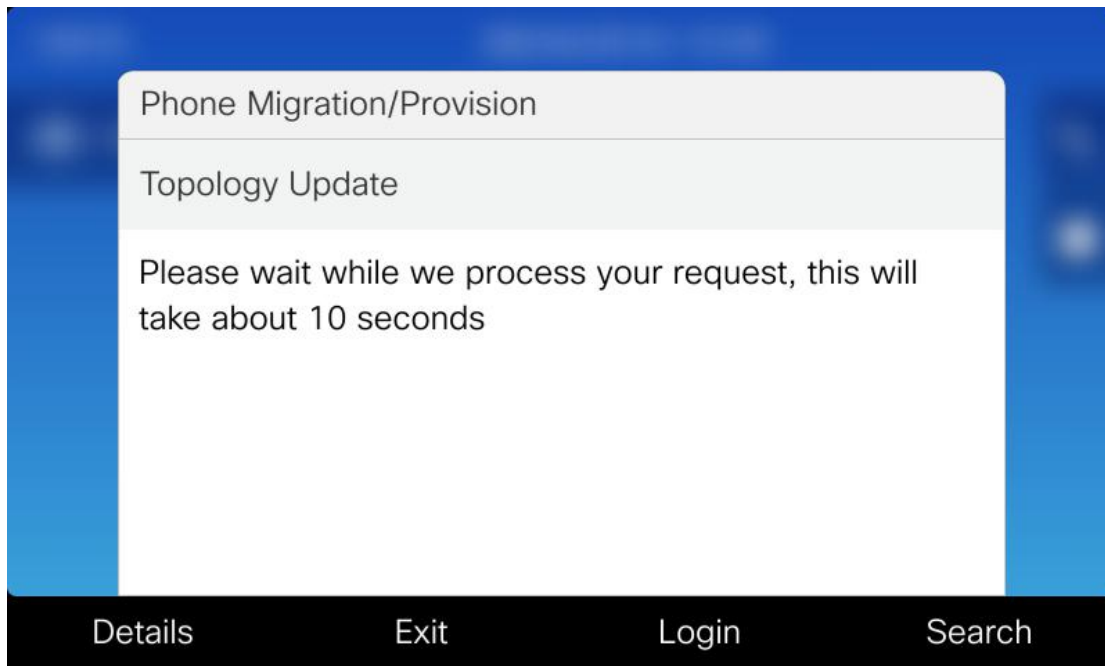 Phone Migration/Provision
Topology Update
Please wait while we process your request, this will
take about 10 seconds
Details Exit Login Search